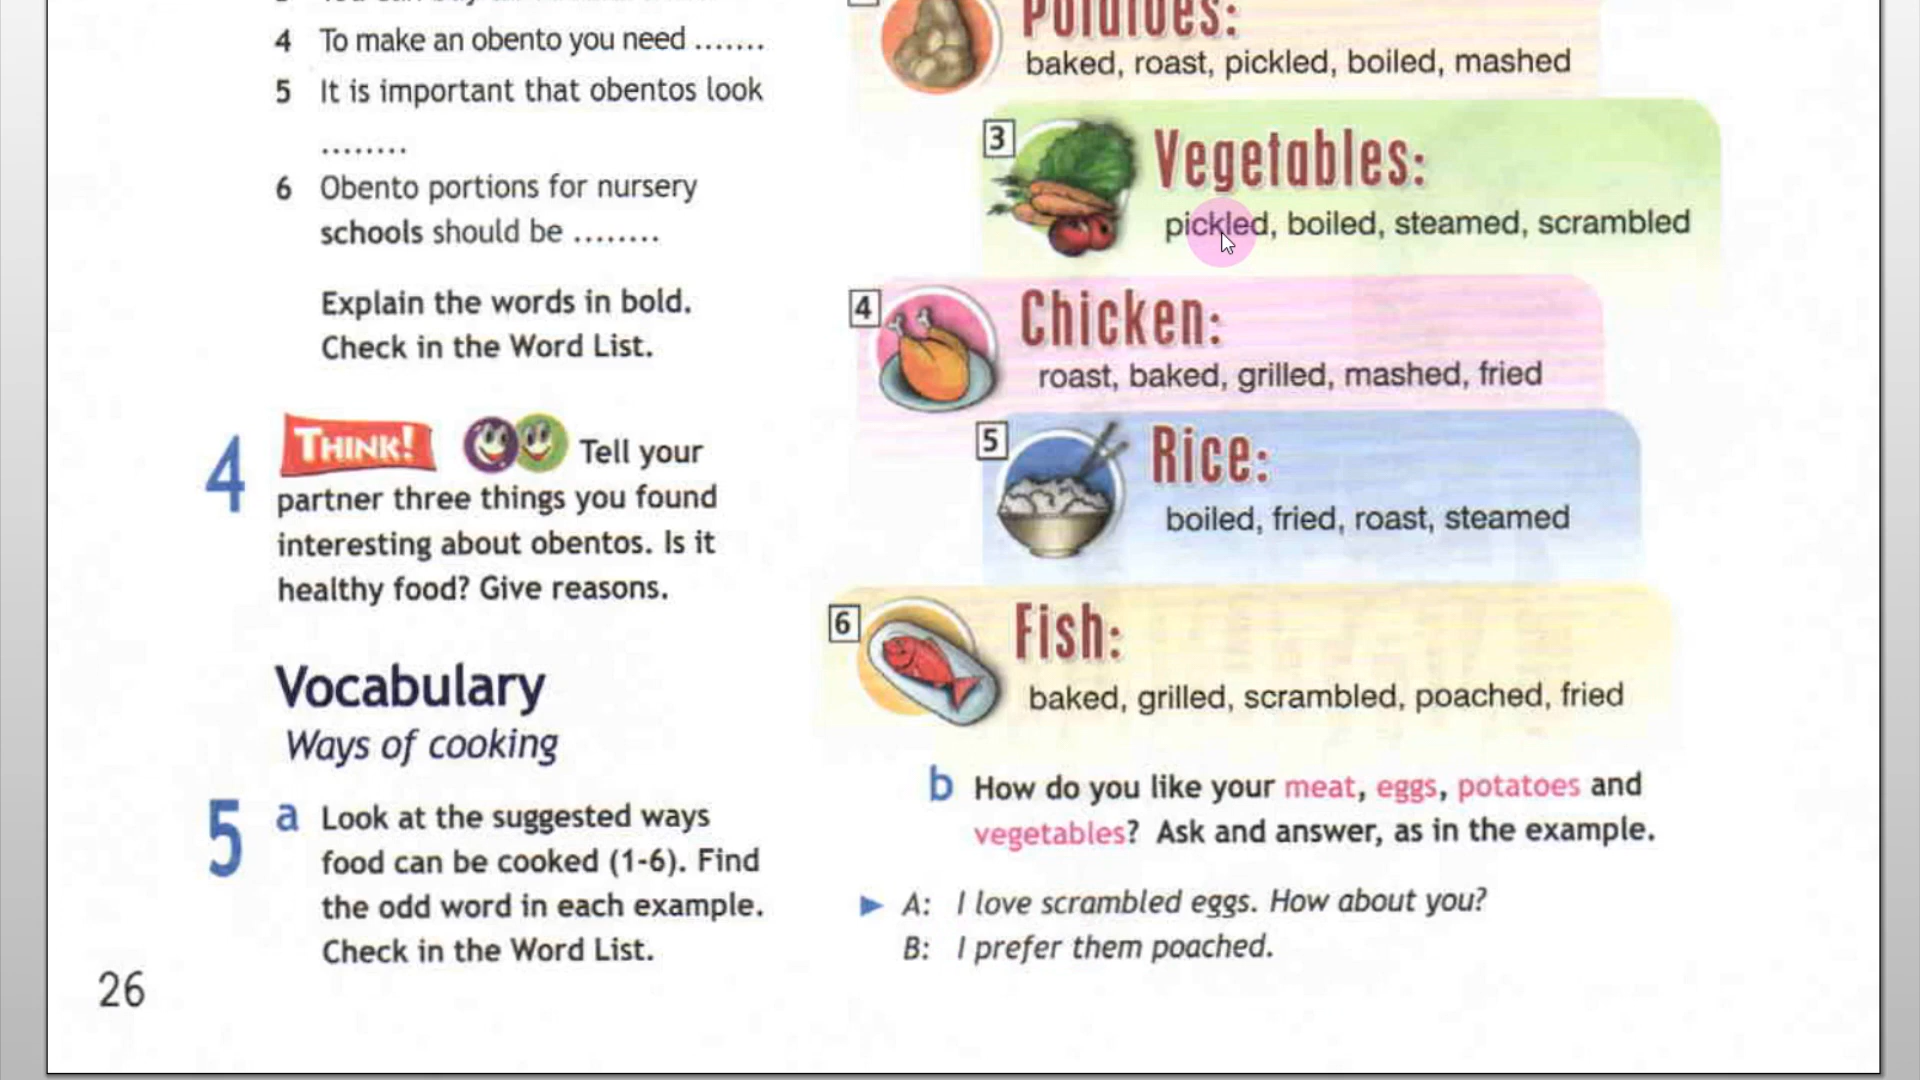 4 To make an obento you need .......
5 It is important that obentos look
........
6 Obento portions for nursery
schools should be ........
Explain the words in bold.
Check in the Word List.
4 THINK! Tell your
partner three things you found
interesting about obentos. Is it
healthy food? Give reasons.
Vocabulary
Ways of cooking
5 a Look at the suggested ways
food can be cooked (1-6). Find
the odd word in each example.
Check in the Word List.
26
Potatoes:
baked, roast, pickled, boiled, mashed
3 Vegetables:
pickled, boiled, steamed, scrambled
4 Chicken:
roast, baked, grilled, mashed, fried
5 Rice:
boiled, fried, roast, steamed
6 Fish:
baked, grilled, scrambled, poached, fried
b How do you like your meat, eggs, potatoes and
vegetables? Ask and answer, as in the example.
A: I love scrambled eggs. How about you?
B: I prefer them poached.